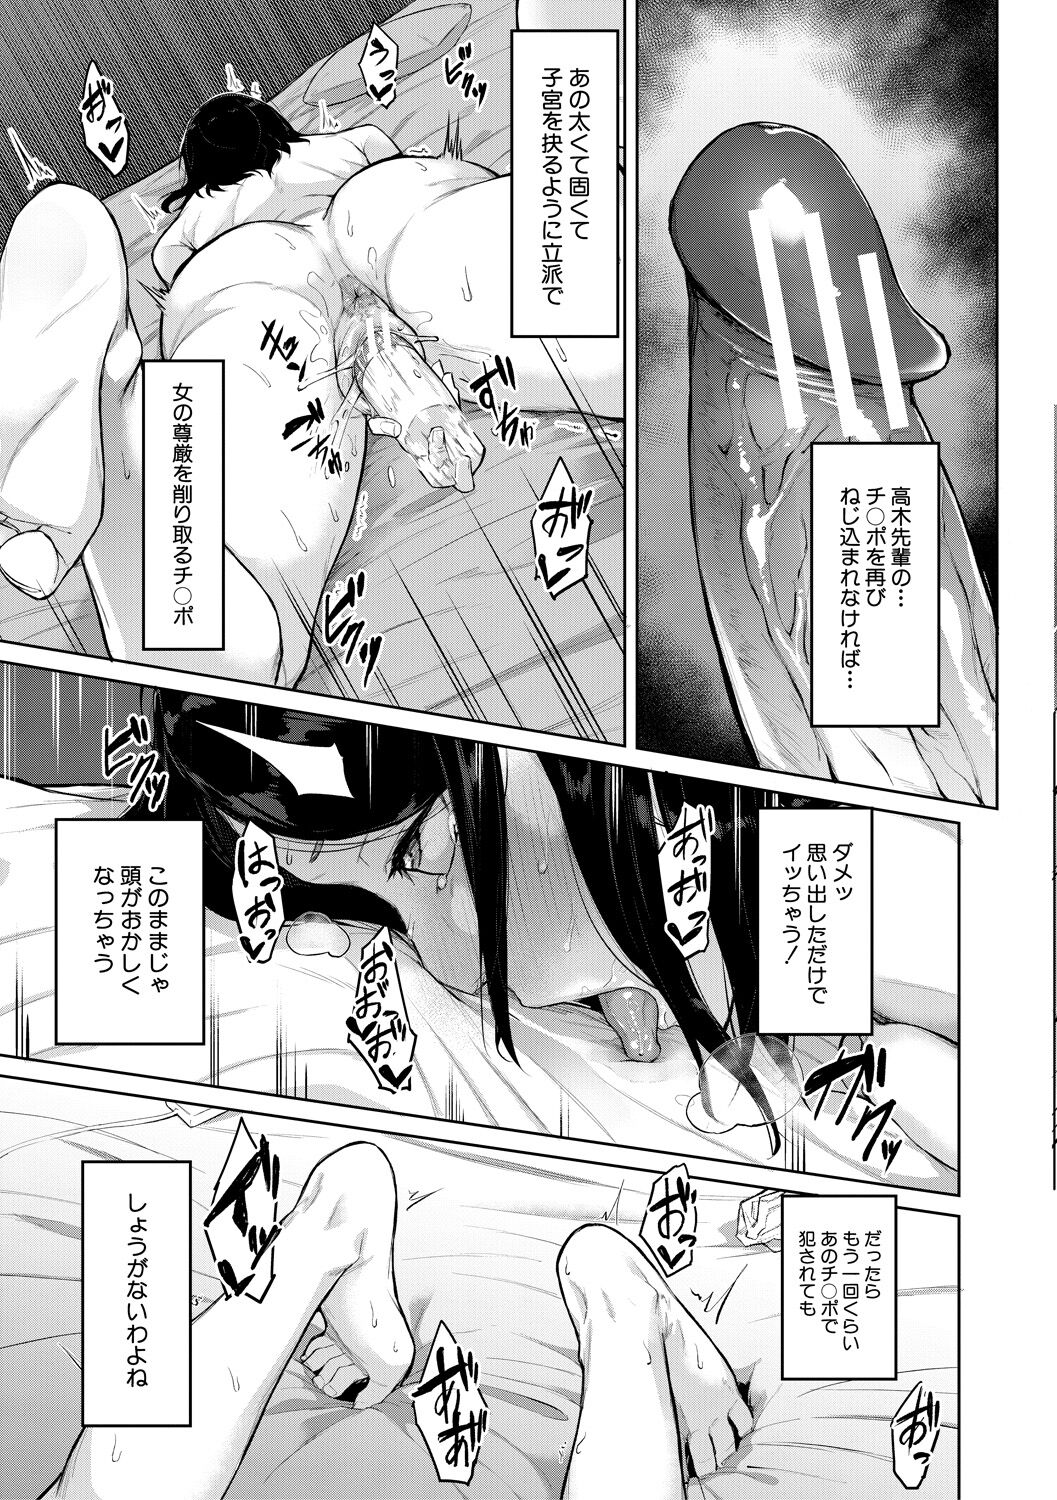 高木先輩の…
チ○ポを再び
ねじ込まれなければ…
あの太くて固くて
子宮を抉るように立派で
女の尊厳を削り取るチ○ポ
ビクッ
うっ
おっ
ずちゅっ
おっ
ビクッ
ダメッ
思い出しただけで
イッちゃう!
あっ
おっ
はっ
おっ
おおおっ
ビクッ
ガクッ
このままじゃ
頭がおかしく
なっちゃう
だったら
もう一回くらい
あのチ○ポで
犯されても
おっ
おっ
あぁっ
しょうがないわよね